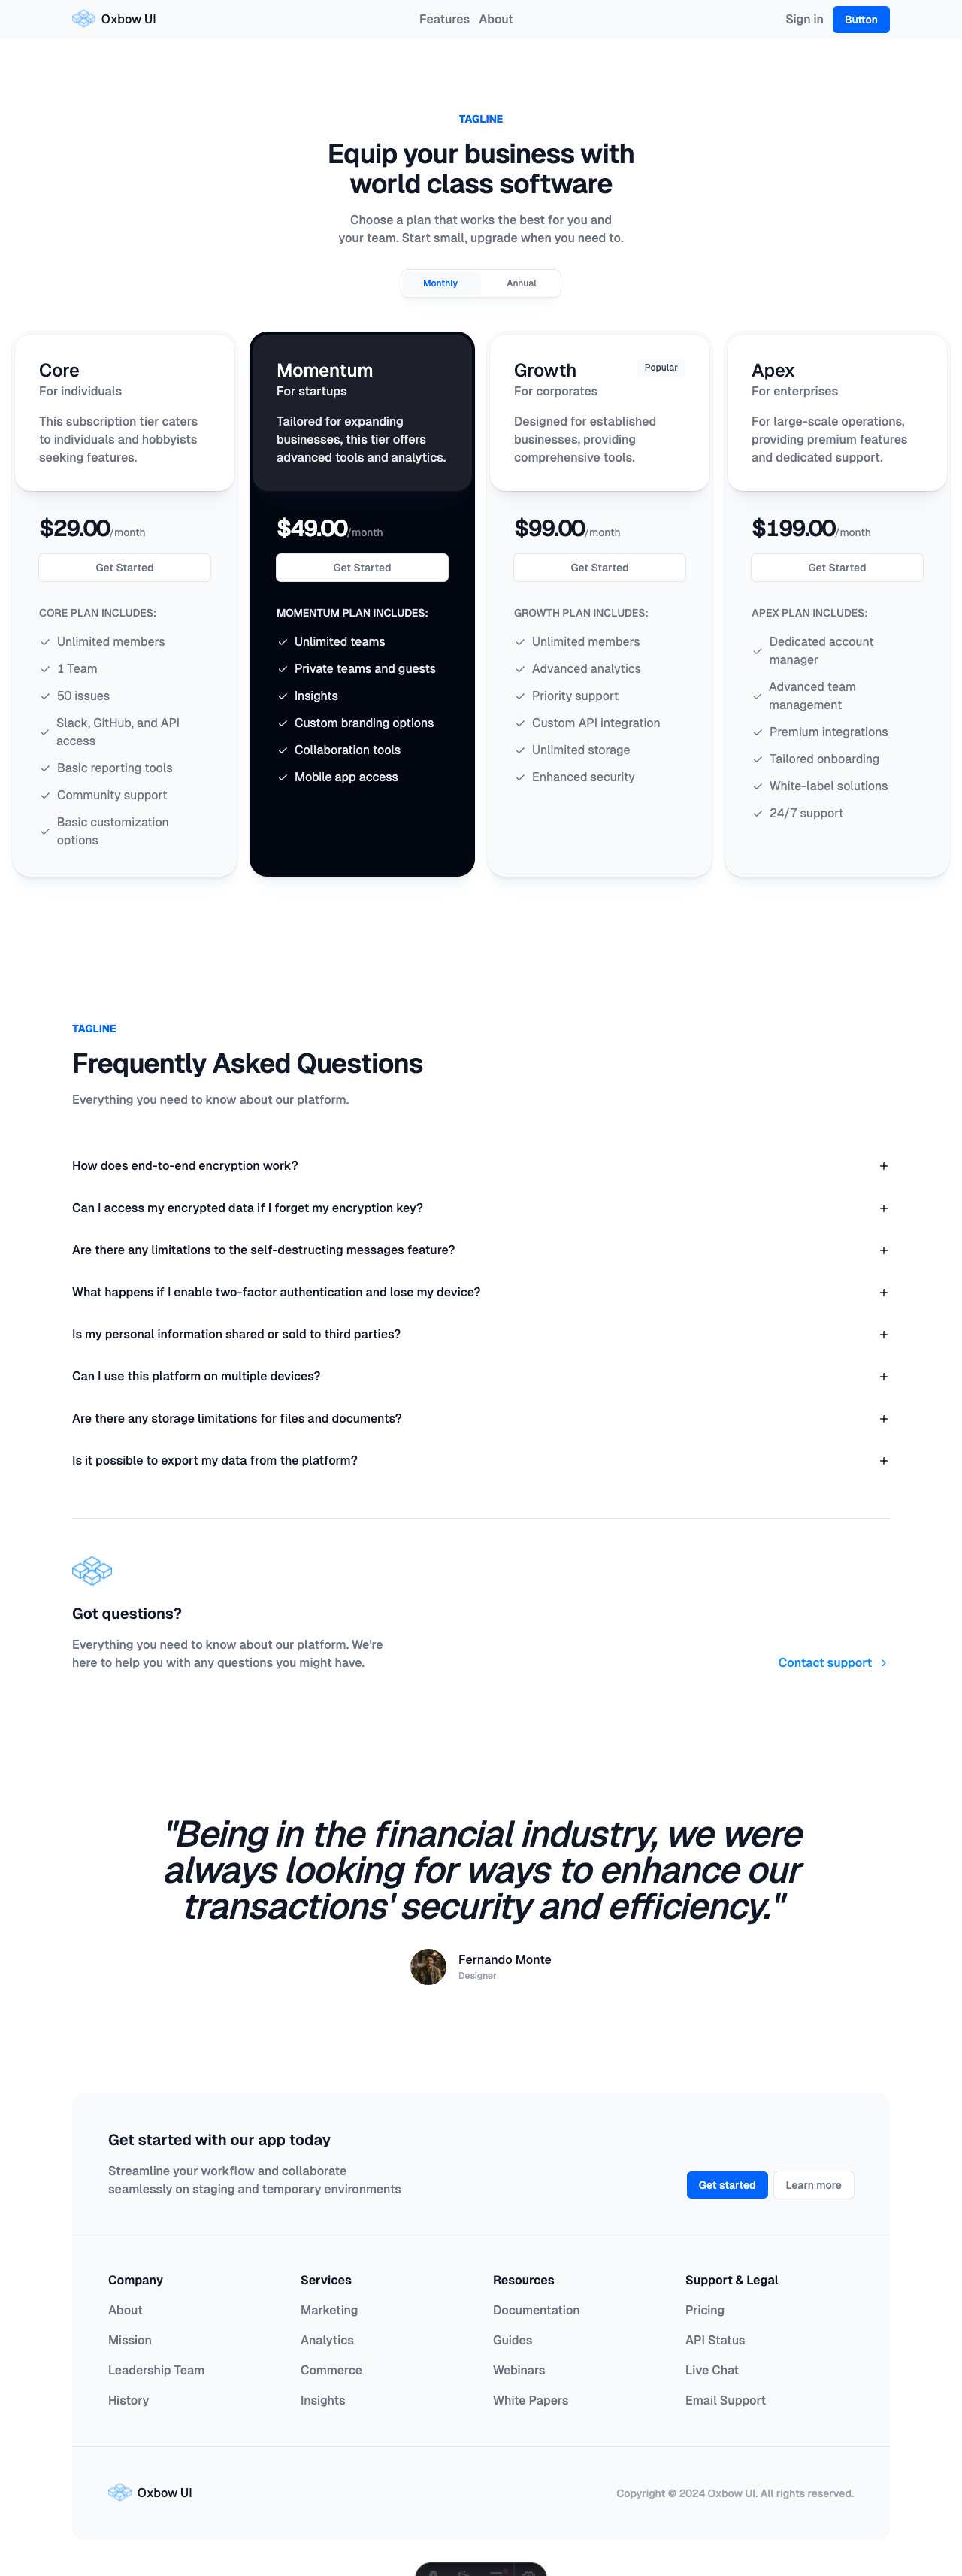 Oxbow UI
Features About
Sign in
Button
TAGLINE
Equip your business with
world class software
Choose a plan that works the best for you and
your team. Start small, upgrade when you need to.
Monthly
Annual
Core
For individuals
This subscription tier caters
to individuals and hobbyists
seeking features.
$29.00/month
Get Started
CORE PLAN INCLUDES:
Unlimited members
1 Team
50 issues
Slack, GitHub, and API
access
Basic reporting tools
Community support
Basic customization
options
Momentum
For startups
Tailored for expanding
businesses, this tier offers
advanced tools and analytics.
$49.00/month
Get Started
MOMENTUM PLAN INCLUDES:
Unlimited teams
Private teams and guests
Insights
Custom branding options
Collaboration tools
Mobile app access
Growth
Popular
For corporates
Designed for established
businesses, providing
comprehensive tools.
$99.00/month
Get Started
GROWTH PLAN INCLUDES:
Unlimited members
Advanced analytics
Priority support
Custom API integration
Unlimited storage
Enhanced security
Apex
For enterprises
For large-scale operations,
providing premium features
and dedicated support.
$199.00/month
Get Started
APEX PLAN INCLUDES:
Dedicated account
manager
Advanced team
management
Premium integrations
Tailored onboarding
White-label solutions
24/7 support
TAGLINE
Frequently Asked Questions
Everything you need to know about our platform.
How does end-to-end encryption work?
Can I access my encrypted data if I forget my encryption key?
Are there any limitations to the self-destructing messages feature?
What happens if I enable two-factor authentication and lose my device?
Is my personal information shared or sold to third parties?
Can I use this platform on multiple devices?
Are there any storage limitations for files and documents?
Is it possible to export my data from the platform?
Got questions?
Everything you need to know about our platform. We're
here to help you with any questions you might have.
Contact support
"Being in the financial industry, we were
always looking for ways to enhance our
transactions' security and efficiency."
Fernando Monte
Designer
Get started with our app today
Streamline your workflow and collaborate
seamlessly on staging and temporary environments
Get started
Learn more
Company
About
Mission
Leadership Team
History
Services
Marketing
Analytics
Commerce
Insights
Resources
Documentation
Guides
Webinars
White Papers
Support & Legal
Pricing
API Status
Live Chat
Email Support
Oxbow UI
Copyright © 2024 Oxbow UI. All rights reserved.